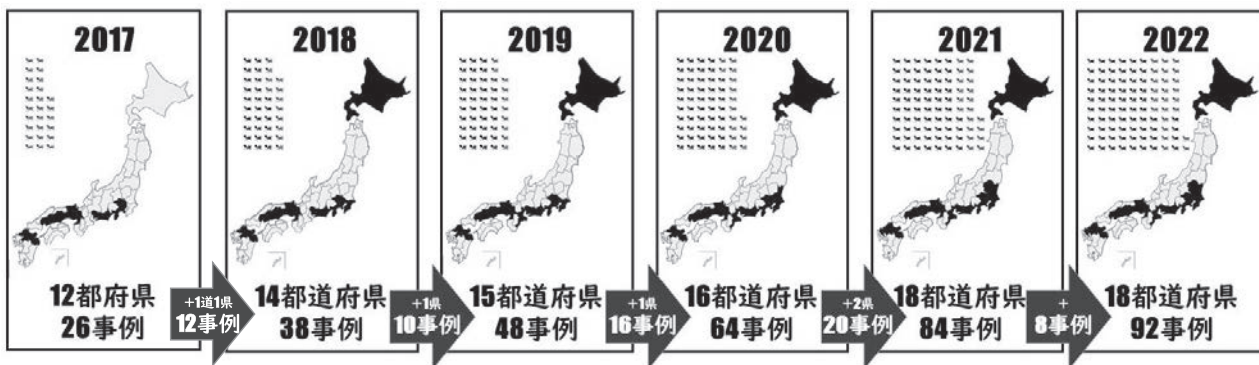 2017
12都府県
26事例
+1道1県
12事例
2018
14都道府県
38事例
+1県
10事例
2019
15都道府県
48事例
+1県
16事例
2020
16都道府県
64事例
+2県
20事例
2021
18都道府県
84事例
+
8事例
2022
18都道府県
92事例